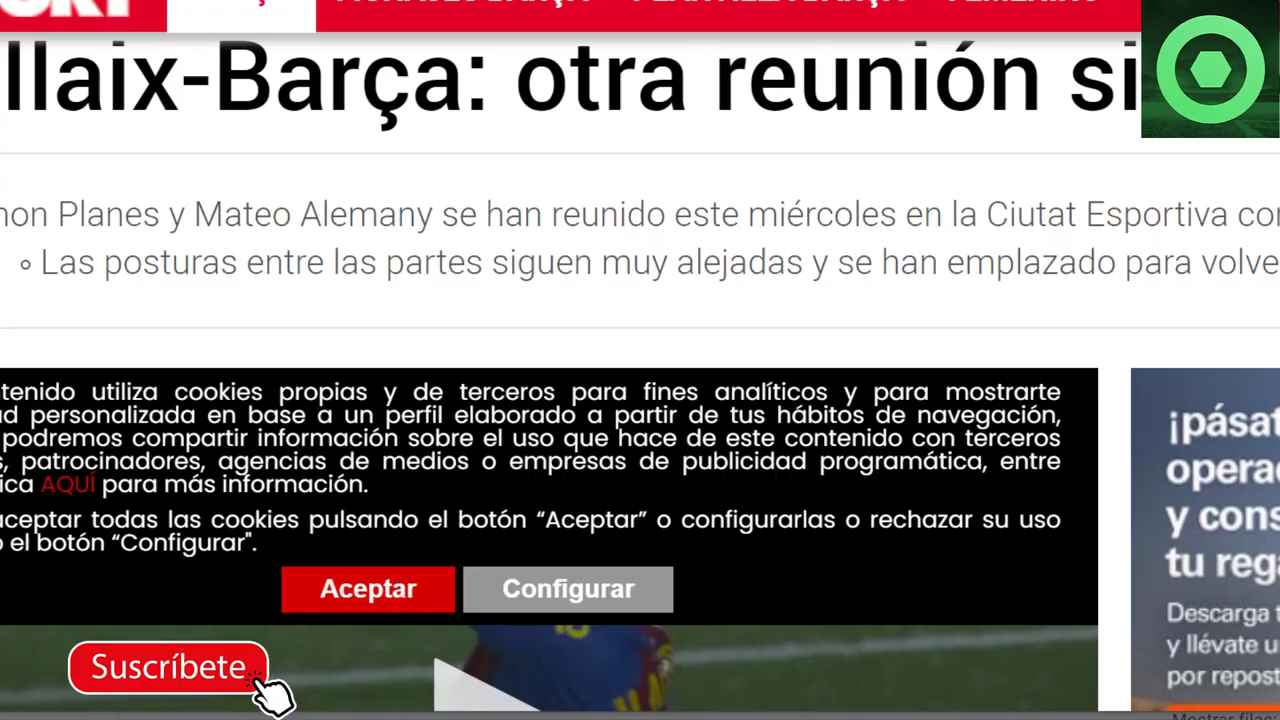 BARÇA
llaix-Barça: otra reunión si
mon Planes y Mateo Alemany se han reunido este miércoles en la Ciutat Esportiva co
Las posturas entre las partes siguen muy alejadas y se han emplazado para volve
tenido utiliza cookies propias y de terceros para fines analíticos y para mostrarte
ad personalizada en base a un perfil elaborado a partir de tus hábitos de navegación,
podremos compartir información sobre el uso que hace de este contenido con terceros
s, patrocinadores, agencias de medios o empresas de publicidad programática, entre
ica AQUÍ para más información.
aceptar todas las cookies pulsando el botón “Aceptar” o configurarlas o rechazar su uso
o el botón “Configurar".
Aceptar
Configurar
Suscríbete
¡pásat
opera
y cons
tu reg
Descarga t
y llévate u
por repost